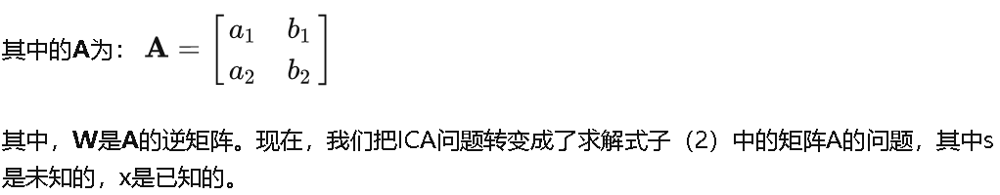 其中的A为： A = [ a₁ b₁
a₂ b₂ ]
其中，W是A的逆矩阵。现在，我们把ICA问题转变成了求解式子（2）中的矩阵A的问题，其中s
是未知的，x是已知的。